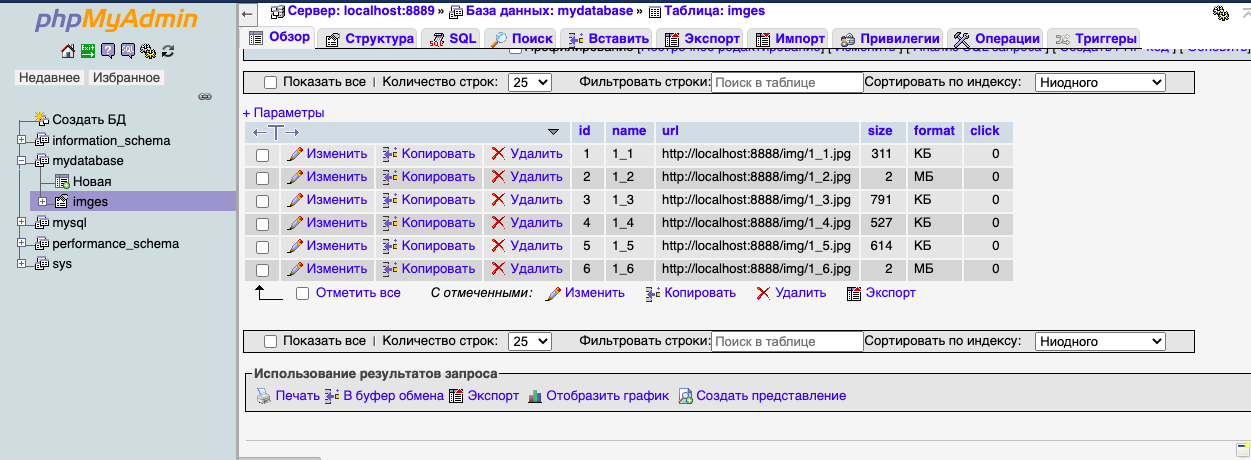 phpMyAdmin
Недавнее Избранное
Создать БД
information_schema
mydatabase
Новая
imges
mysql
performance_schema
sys
Сервер: localhost:8889 » База данных: mydatabase » Таблица: imges
Обзор Структура SQL Поиск Вставить Экспорт Импорт Привилегии Операции Триггеры
Показать все | Количество строк: 25 Фильтровать строки: Поиск в таблице Сортировать по индексу: Ниодного
+ Параметры
←T→ id name url size формат click
Изменить Копировать Удалить 1 1_1 http://localhost:8888/img/1_1.jpg 311 КБ 0
Изменить Копировать Удалить 2 1_2 http://localhost:8888/img/1_2.jpg 2 МБ 0
Изменить Копировать Удалить 3 1_3 http://localhost:8888/img/1_3.jpg 791 КБ 0
Изменить Копировать Удалить 4 1_4 http://localhost:8888/img/1_4.jpg 527 КБ 0
Изменить Копировать Удалить 5 1_5 http://localhost:8888/img/1_5.jpg 614 КБ 0
Изменить Копировать Удалить 6 1_6 http://localhost:8888/img/1_6.jpg 2 МБ 0
Отметить все С отмеченными: Изменить Копировать Удалить Экспорт
Показать все | Количество строк: 25 Фильтровать строки: Поиск в таблице Сортировать по индексу: Ниодного
Использование результатов запроса
Печать В буфер обмена Экспорт Отобразить график Создать представление